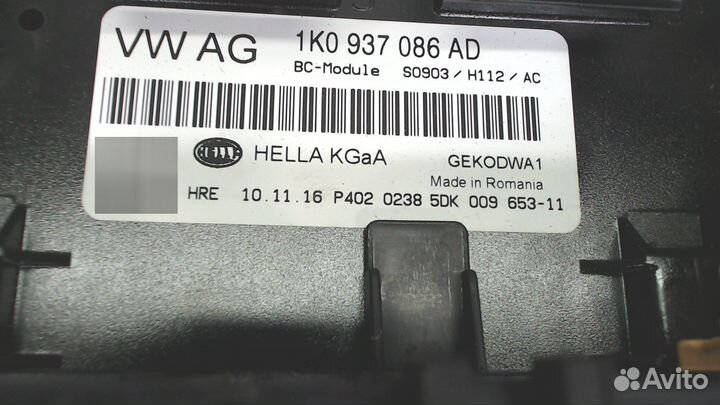 VW AG 1K0 937 086 AD
BC-Module S0903 / H112 / AC
HELLA HELLA KGaA GEKODWA1
Made in Romania
HRE 10.11.16 P402 0238 5DK 009 653-11
Avito